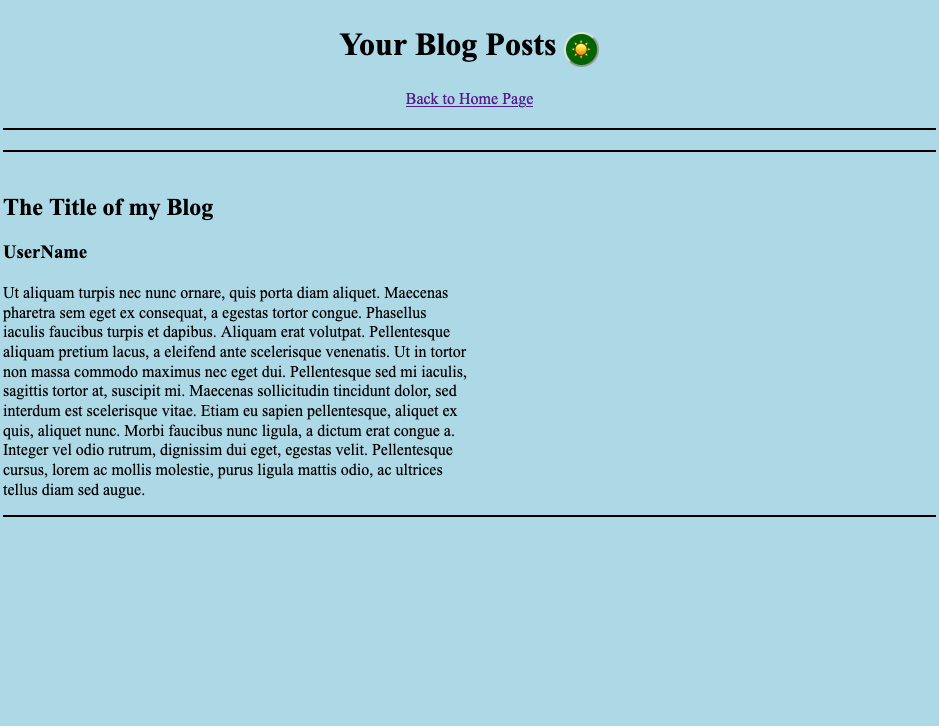 Your Blog Posts
Back to Home Page
The Title of my Blog
UserName
Ut aliquam turpis nec nunc ornare, quis porta diam aliquet. Maecenas
pharetra sem eget ex consequat, a egestas tortor congue. Phasellus
iaculis faucibus turpis et dapibus. Aliquam erat volutpat. Pellentesque
aliquam pretium lacus, a eleifend ante scelerisque venenatis. Ut in tortor
non massa commodo maximus nec eget dui. Pellentesque sed mi iaculis,
sagittis tortor at, suscipit mi. Maecenas sollicitudin tincidunt dolor, sed
interdum est scelerisque vitae. Etiam eu sapien pellentesque, aliquet ex
quis, aliquet nunc. Morbi faucibus nunc ligula, a dictum erat congue a.
Integer vel odio rutrum, dignissim dui eget, egestas velit. Pellentesque
cursus, lorem ac mollis molestie, purus ligula mattis odio, ac ultrices
tellus diam sed augue.